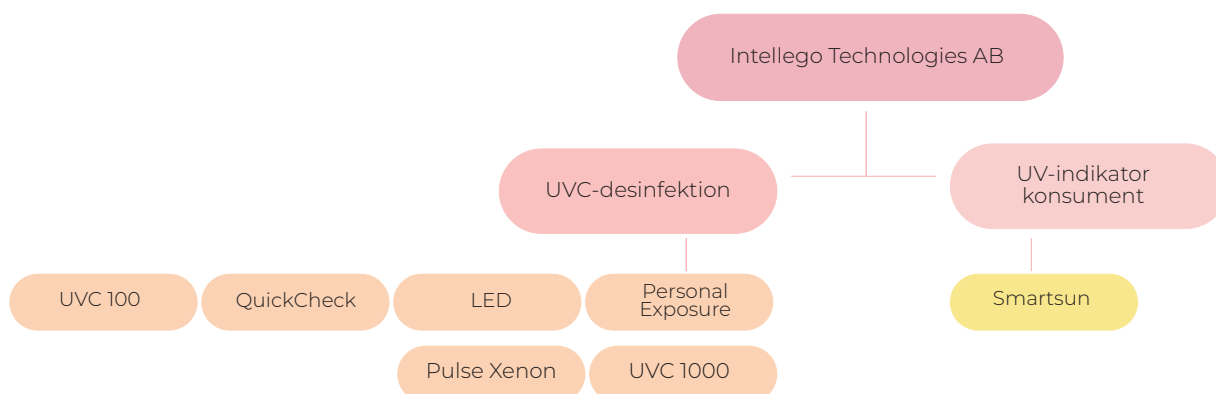 Intellego Technologies AB
UVC-desinfektion
UV-indikator
konsument
UVC 100
QuickCheck
LED
Personal
Exposure
Smartsun
Pulse Xenon
UVC 1000